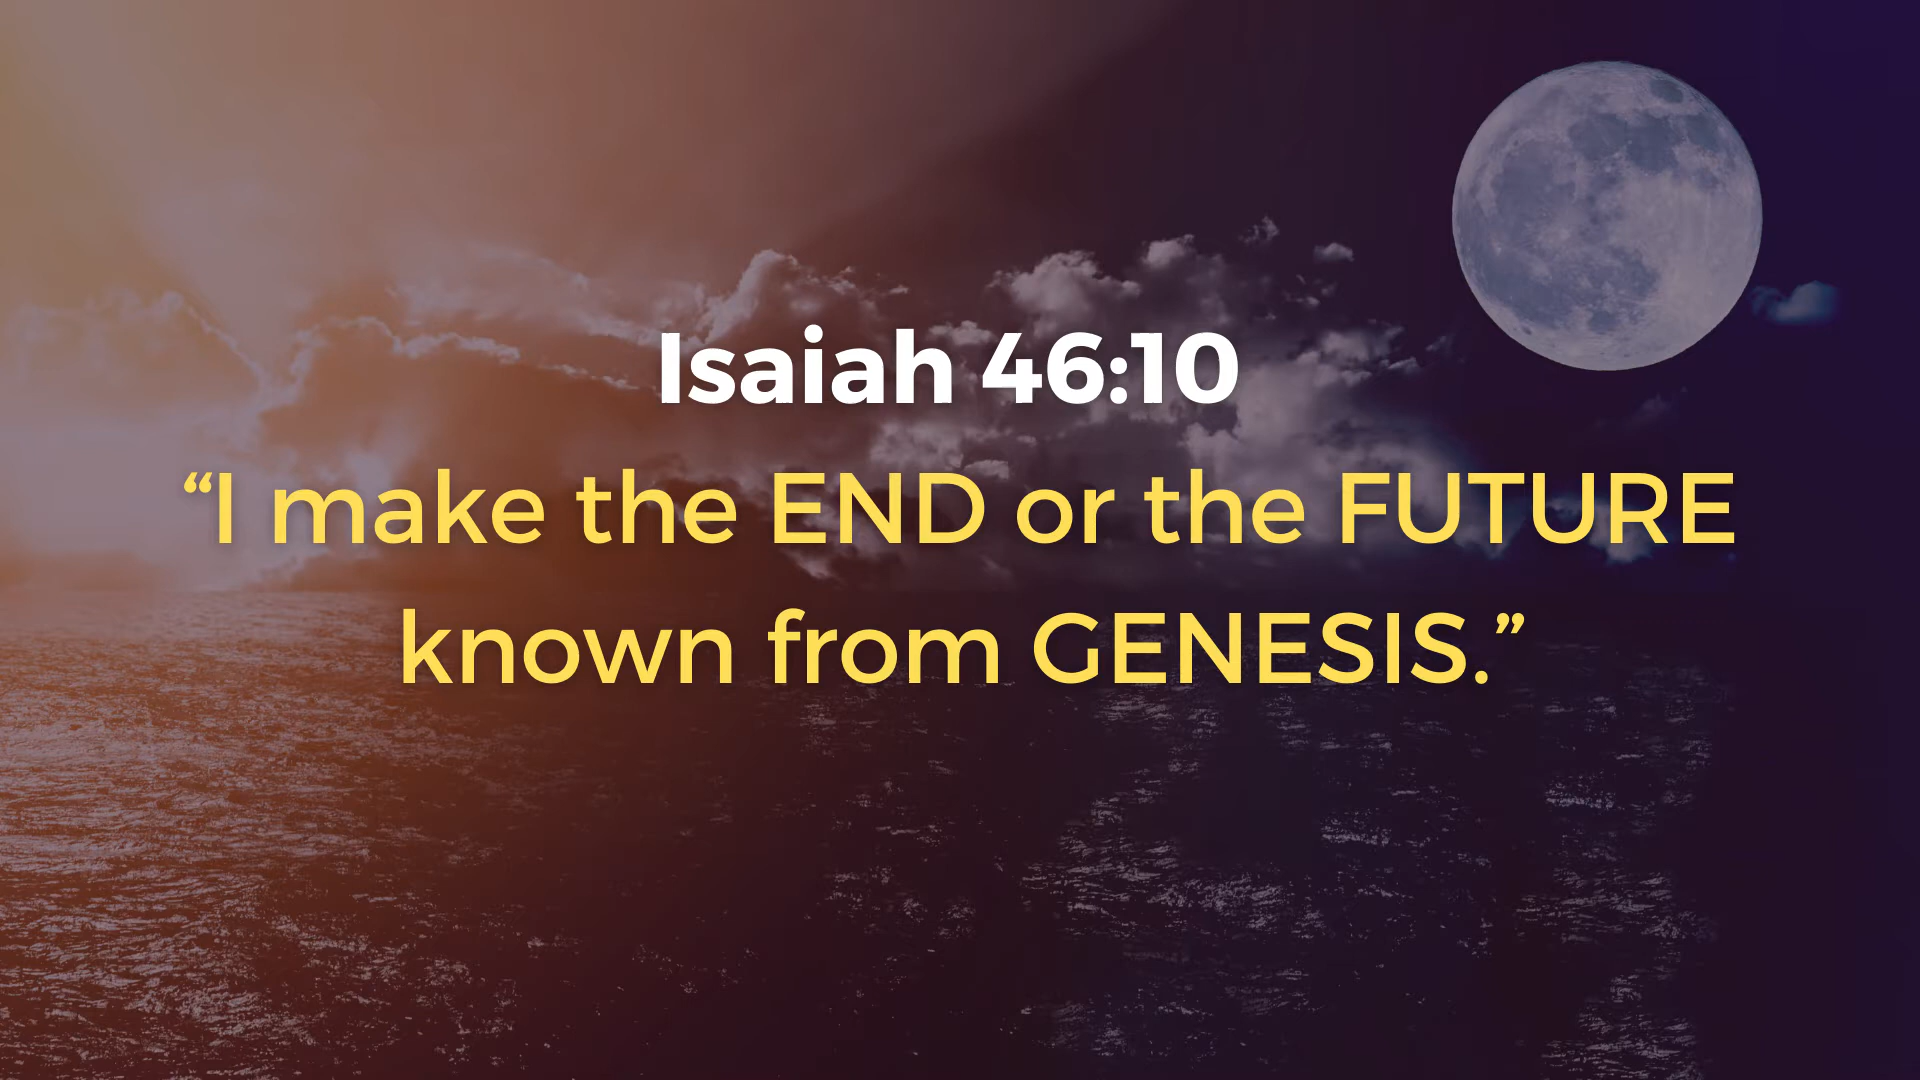 Isaiah 46:10
“I make the END or the FUTURE
known from GENESIS.”